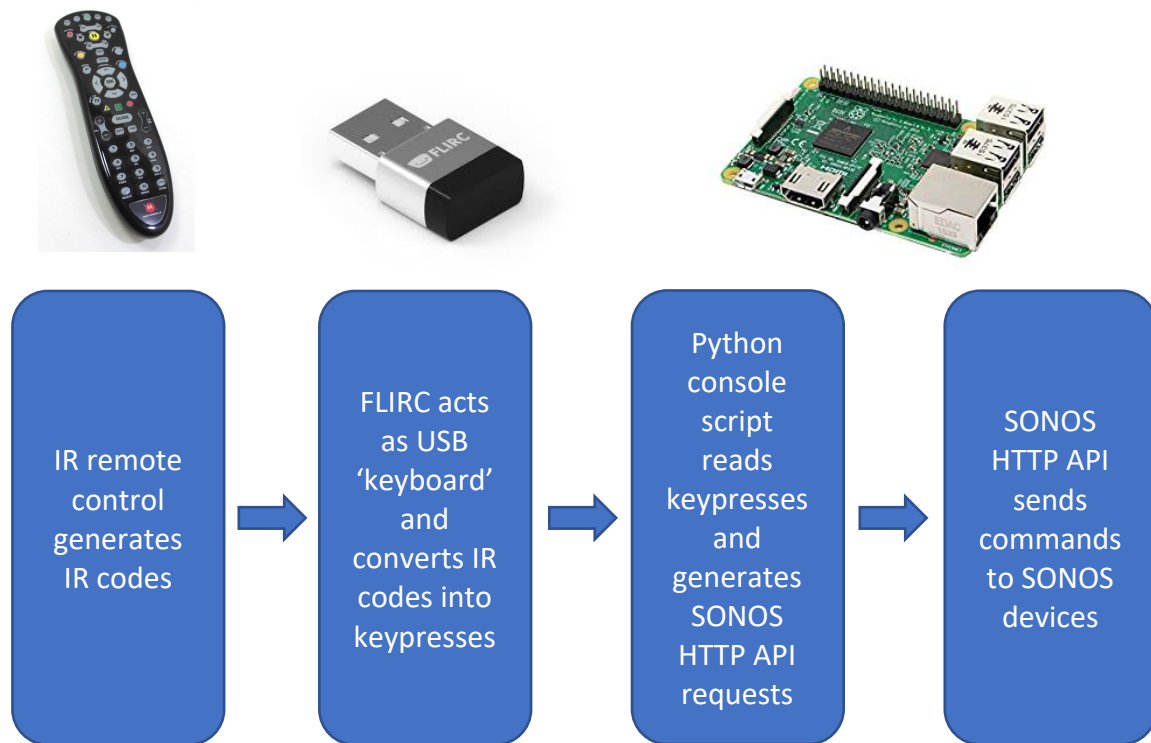 FLIRC
HDMI
IR remote
control
generates
IR codes
FLIRC acts
as USB
‘keyboard’
and
converts IR
codes into
keypresses
Python
console
script
reads
keypresses
and
generates
SONOS
HTTP API
requests
SONOS
HTTP API
sends
commands
to SONOS
devices